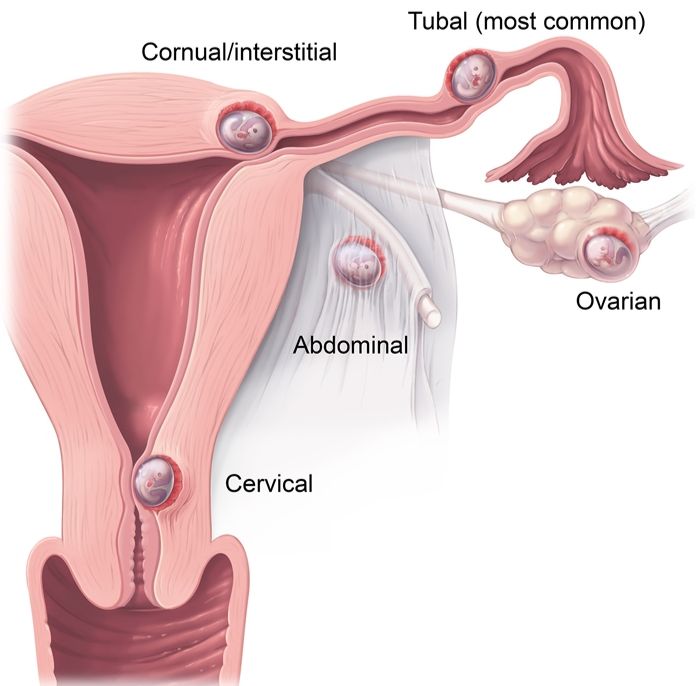 Tubal (most common)
Cornual/interstitial
Ovarian
Abdominal
Cervical